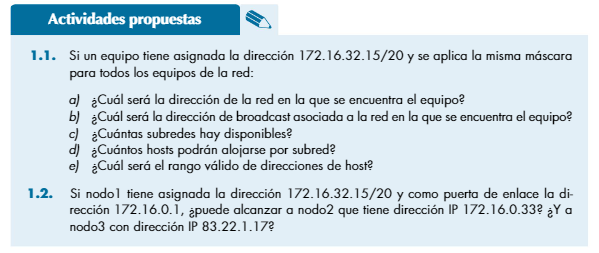 Actividades propuestas
1.1. Si un equipo tiene asignada la dirección 172.16.32.15/20 y se aplica la misma máscara
para todos los equipos de la red:
a) ¿Cuál será la dirección de la red en la que se encuentra el equipo?
b) ¿Cuál será la dirección de broadcast asociada a la red en la que se encuentra el equipo?
c) ¿Cuántas subredes hay disponibles?
d) ¿Cuántos hosts podrán alojarse por subred?
e) ¿Cuál será el rango válido de direcciones de host?
1.2. Si nodo1 tiene asignada la dirección 172.16.32.15/20 y como puerta de enlace la di-
rección 172.16.0.1, ¿puede alcanzar a nodo2 que tiene dirección IP 172.16.0.33? ¿Y a
nodo3 con dirección IP 83.22.1.17?